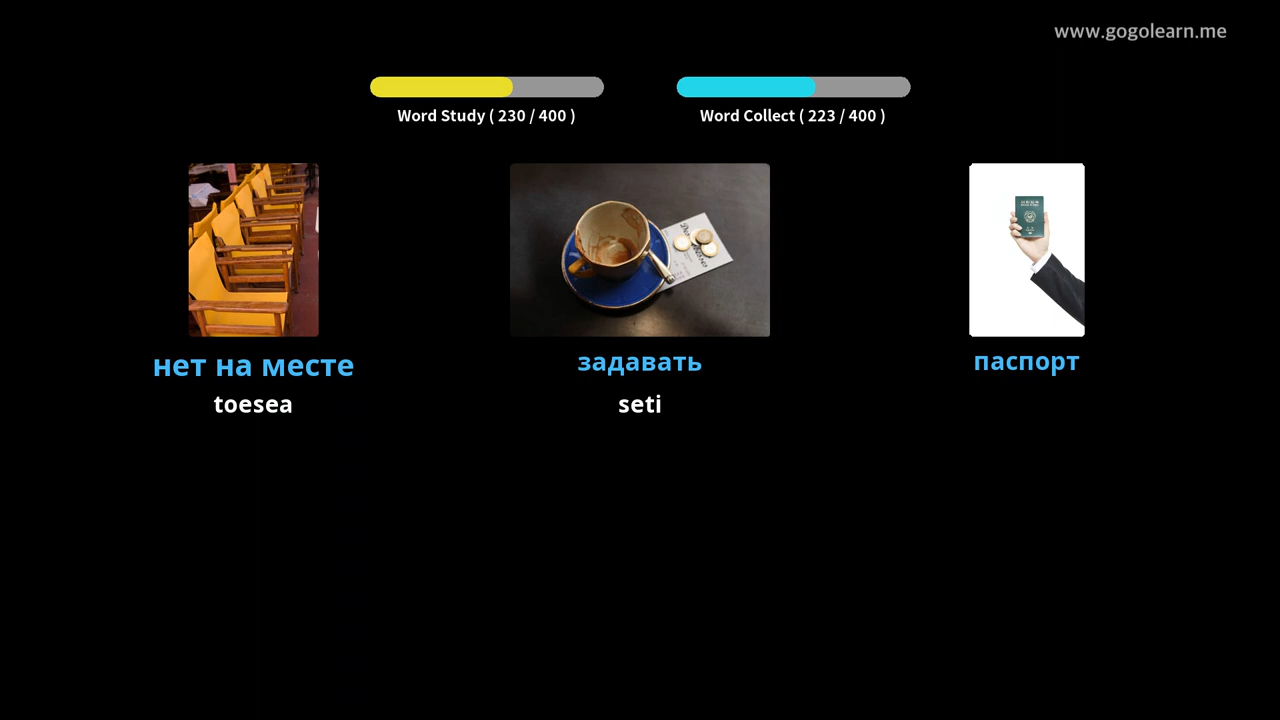 www.gogolearn.me
Word Study ( 230 / 400 )
Word Collect ( 223 / 400 )
нет на месте
toesea
задавать
seti
паспорт